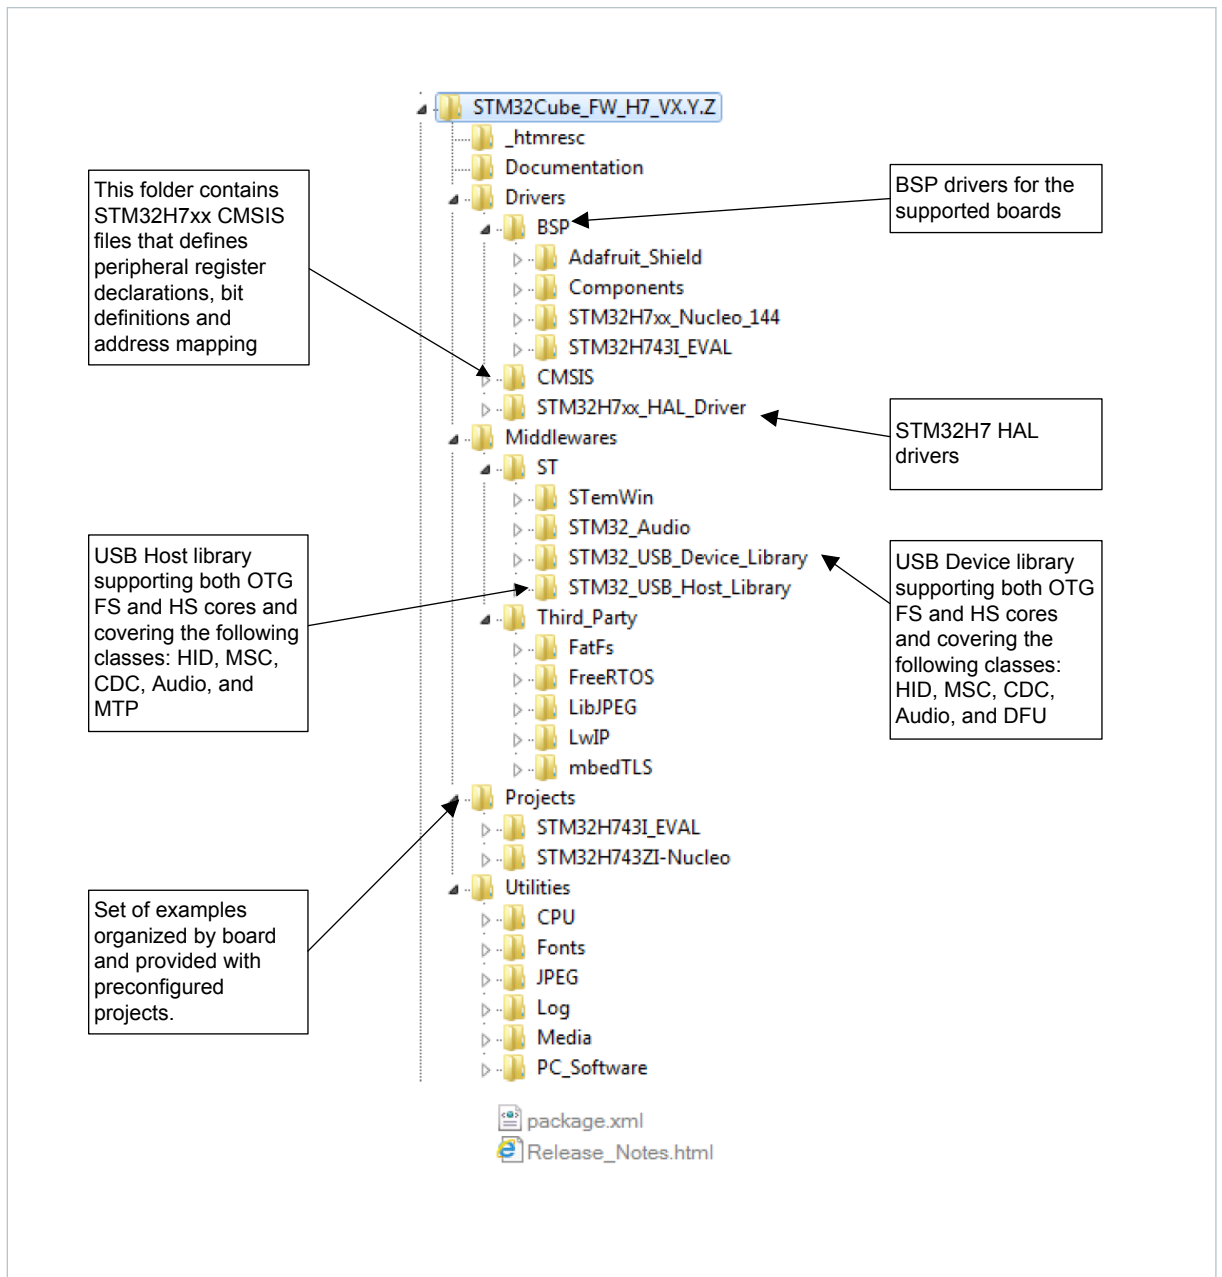 STM32Cube_FW_H7_VX.Y.Z
_htmresc
Documentation
Drivers
BSP
Adafruit_Shield
Components
STM32H7xx_Nucleo_144
STM32H743I_EVAL
CMSIS
STM32H7xx_HAL_Driver
Middlewares
ST
STemWin
STM32_Audio
STM32_USB_Device_Library
STM32_USB_Host_Library
Third_Party
FatFs
FreeRTOS
LibJPEG
LwIP
mbedTLS
Projects
STM32H743I_EVAL
STM32H743ZI-Nucleo
Utilities
CPU
Fonts
JPEG
Log
Media
PC_Software
package.xml
Release_Notes.html
This folder contains
STM32H7xx CMSIS
files that defines
peripheral register
declarations, bit
definitions and
address mapping
USB Host library
supporting both OTG
FS and HS cores and
covering the following
classes: HID, MSC,
CDC, Audio, and
MTP
Set of examples
organized by board
and provided with
preconfigured
projects.
BSP drivers for the
supported boards
STM32H7 HAL
drivers
USB Device library
supporting both OTG
FS and HS cores
and covering the
following classes:
HID, MSC, CDC,
Audio, and DFU